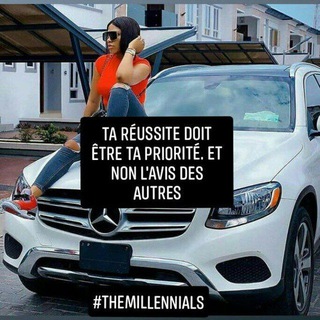 TA RÉUSSITE DOIT
ÊTRE TA PRIORITÉ. ET
NON L'AVIS DES
AUTRES
#THEMILLENNIALS